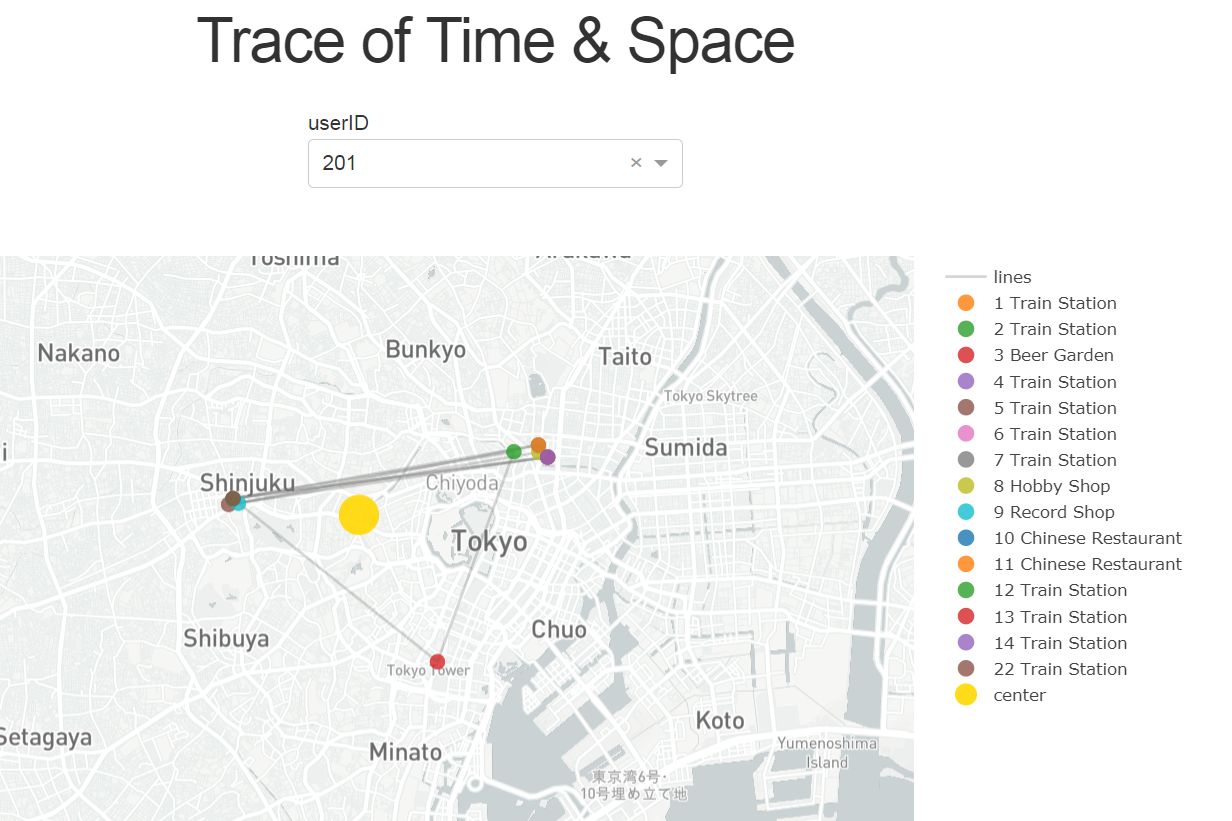 Trace of Time & Space
userID
201
Nakano
Bunkyo
Taito
Tokyo Skytree
Sumida
Shinjuku
Chiyoda
Tokyo
Shibuya
Chuo
Tokyo Tower
Koto
Setagaya
Minato
Yumenoshima
Island
東京湾6号·
10号埋め立て地
lines
1 Train Station
2 Train Station
3 Beer Garden
4 Train Station
5 Train Station
6 Train Station
7 Train Station
8 Hobby Shop
9 Record Shop
10 Chinese Restaurant
11 Chinese Restaurant
12 Train Station
13 Train Station
14 Train Station
22 Train Station
center